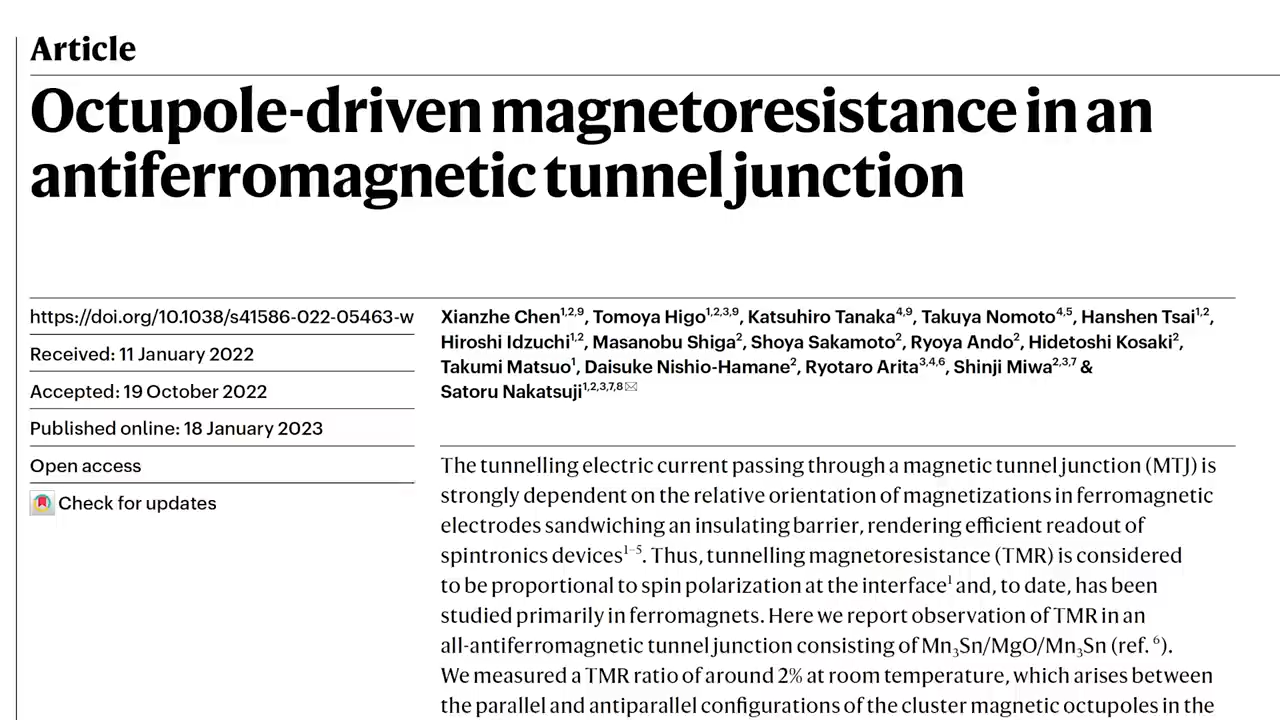 Article
Octupole-driven magnetoresistance in an
antiferromagnetic tunnel junction
https://doi.org/10.1038/s41586-022-05463-w
Received: 11 January 2022
Accepted: 19 October 2022
Published online: 18 January 2023
Open access
Check for updates
Xianzhe Chen1,2,9, Tomoya Higo1,2,3,9, Katsuhiro Tanaka4,9, Takuya Nomoto4,5, Hanshen Tsai1,2,
Hiroshi Idzuchi1,2, Masanobu Shiga2, Shoya Sakamoto2, Ryoya Ando2, Hidetoshi Kosaki2,
Takumi Matsuo1, Daisuke Nishio-Hamane2, Ryotaro Arita3,4,6, Shinji Miwa2,3,7 &
Satoru Nakatsuji1,2,3,7,8✉
The tunnelling electric current passing through a magnetic tunnel junction (MTJ) is
strongly dependent on the relative orientation of magnetizations in ferromagnetic
electrodes sandwiching an insulating barrier, rendering efficient readout of
spintronics devices1–5. Thus, tunnelling magnetoresistance (TMR) is considered
to be proportional to spin polarization at the interface1 and, to date, has been
studied primarily in ferromagnets. Here we report observation of TMR in an
all-antiferromagnetic tunnel junction consisting of Mn3Sn/MgO/Mn3Sn (ref. 6).
We measured a TMR ratio of around 2% at room temperature, which arises between
the parallel and antiparallel configurations of the cluster magnetic octupoles in the